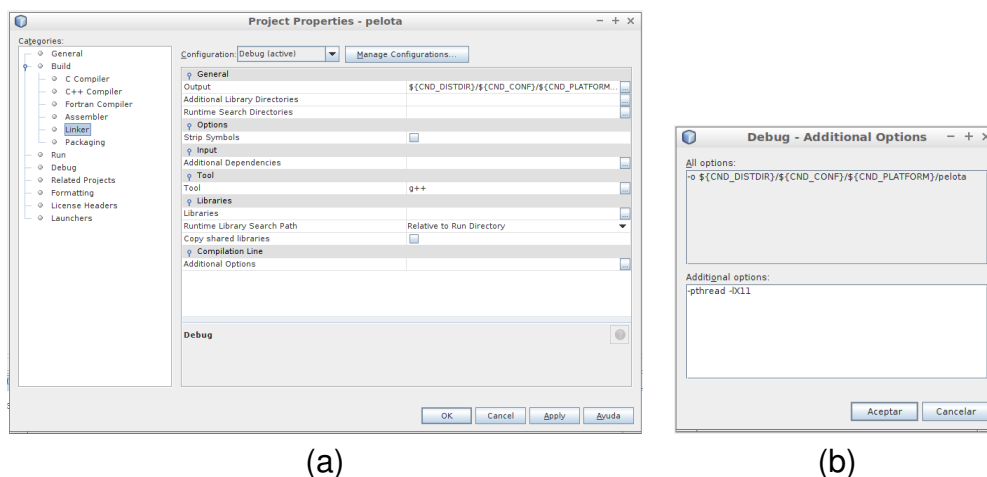 Project Properties - pelota
Categories:
General
Build
C Compiler
C++ Compiler
Fortran Compiler
Assembler
Linker
Packaging
Run
Debug
Related Projects
Formatting
License Headers
Launchers
Configuration: Debug (active) Manage Configurations...
General
Output ${CND_DISTDIR}/${CND_CONF}/${CND_PLATFORM... ...
Additional Library Directories ...
Runtime Search Directories ...
Options
Strip Symbols
Input
Additional Dependencies ...
Tool
Tool g++ ...
Libraries
Libraries ...
Runtime Library Search Path Relative to Run Directory
Copy shared libraries
Compilation Line
Additional Options ...
Debug
OK Cancel Apply Ayuda
(a)
Debug - Additional Options
All options:
-o ${CND_DISTDIR}/${CND_CONF}/${CND_PLATFORM}/pelota
Additional options:
-pthread -lX11
Aceptar Cancelar
(b)